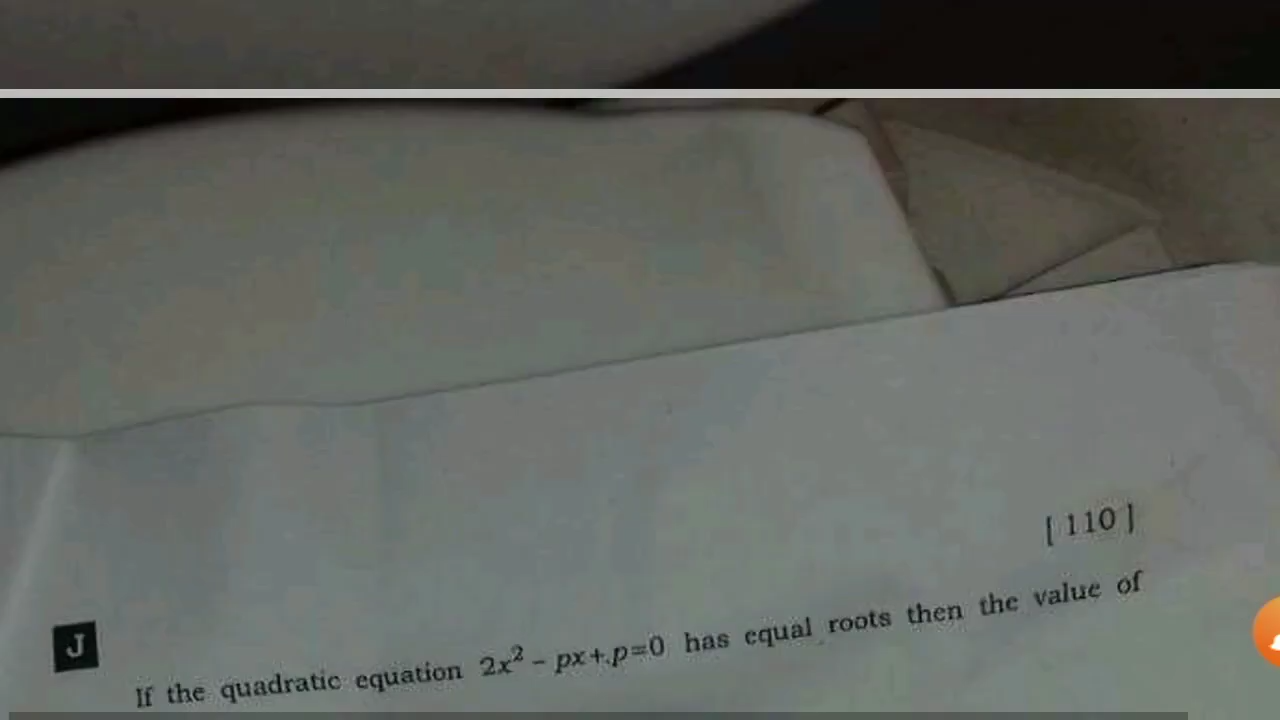 [ 110 ]
J
If the quadratic equation 2x² - px+p=0 has equal roots then the value of